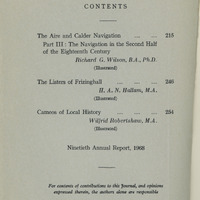 CONTENTS
The Aire and Calder Navigation ... ... 215
Part III : The Navigation in the Second Half
of the Eighteenth Century
Richard G. Wilson, B.A., Ph.D.
(Illustrated)
The Listers of Frizinghall ... ... 240
H. A. N. Hallam, M.A.
(Illustrated)
Cameos of Local History ... ... 254
Wilfrid Robertshaw, M.A.
(Illustrated)
Ninetieth Annual Report, 1968
For contents of contributions to this Journal, and opinions
expressed therein, the authors alone are responsible